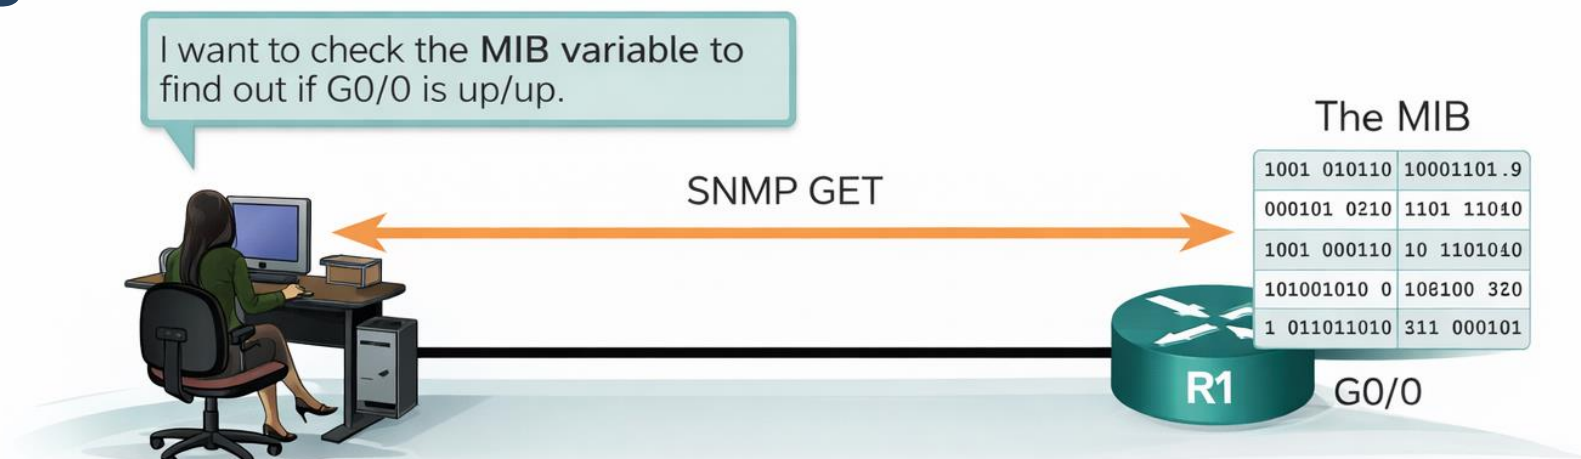 I want to check the MIB variable to
find out if G0/0 is up/up.
The MIB
SNMP GET
1001 010110 10001101.9
000101 0210 1101 11010
1001 000110 10 1101010
101001010 0 108100 320
1 011011010 311 000101
R1
G0/0